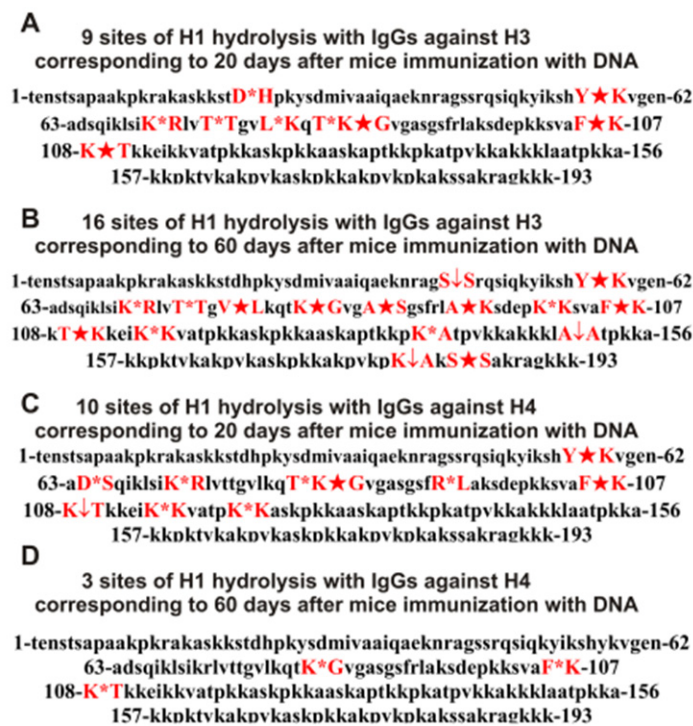 A
9 sites of H1 hydrolysis with IgGs against H3
corresponding to 20 days after mice immunization with DNA
1-tenstsapaakpkrakaskkstD*HpkysdmivaaiqaeknragssrqsiqkyikshY★Kvgen-62
63-adsqiklsiK*RlvT*TgvL*KqT*K★Gvgasgsfrlaksdepkksvaf★K-107
108-K★Tkkeikkvatpkkaskpkkaaskaptkkpkatpvkkakkklaatpkka-156
157-kkpktvkakpvkaskpkkakpvkpkakssakragkkk-193
B
16 sites of H1 hydrolysis with IgGs against H3
corresponding to 60 days after mice immunization with DNA
1-tenstsapaakpkrakaskkstdhpkysdmivaaiqaeknragS↓SrqsiqkyikshY★Kvgen-62
63-adsqiklsiK*RlvT*TgV★LkqtK★GvgA★SgsfrlA★KsdepK*KsvaF★K-107
108-kT★KkeiK*KvatpkkaskpkkaaskaptkkpK*AtpvkkakkklA↓Atpkka-156
157-kkpktvkakpvkaskpkkakpvkpK↓AkS★Sakragkkk-193
C
10 sites of H1 hydrolysis with IgGs against H4
corresponding to 20 days after mice immunization with DNA
1-tenstsapaakpkrakaskkstdhpkysdmivaaiqaeknragssrqsiqkyikshY★Kvgen-62
63-aD*SqiklsiK*RlvttgvlkqT*K★GvgasgsfR*LaksdepkksvaF★K-107
108-K↓TkkeiK*KvatpK*Kaskpkkaaskaptkkpkatpvkkakkklaatpkka-156
157-kkpktvkakpvkaskpkkakpvkpkakssakragkkk-193
D
3 sites of H1 hydrolysis with IgGs against H4
corresponding to 60 days after mice immunization with DNA
1-tenstsapaakpkrakaskkstdhpkysdmivaaiqaeknragssrqsiqkyikshykvgen-62
63-adsqiklsikrlvttgvlkqtK*GvgasgsfrlaksdepkksvaF*K-107
108-K*Tkkeikkvatpkkaskpkkaaskaptkkpkatpvkkakkklaatpkka-156
157-kkpktvkakpvkaskpkkakpvkpkakssakragkkk-193